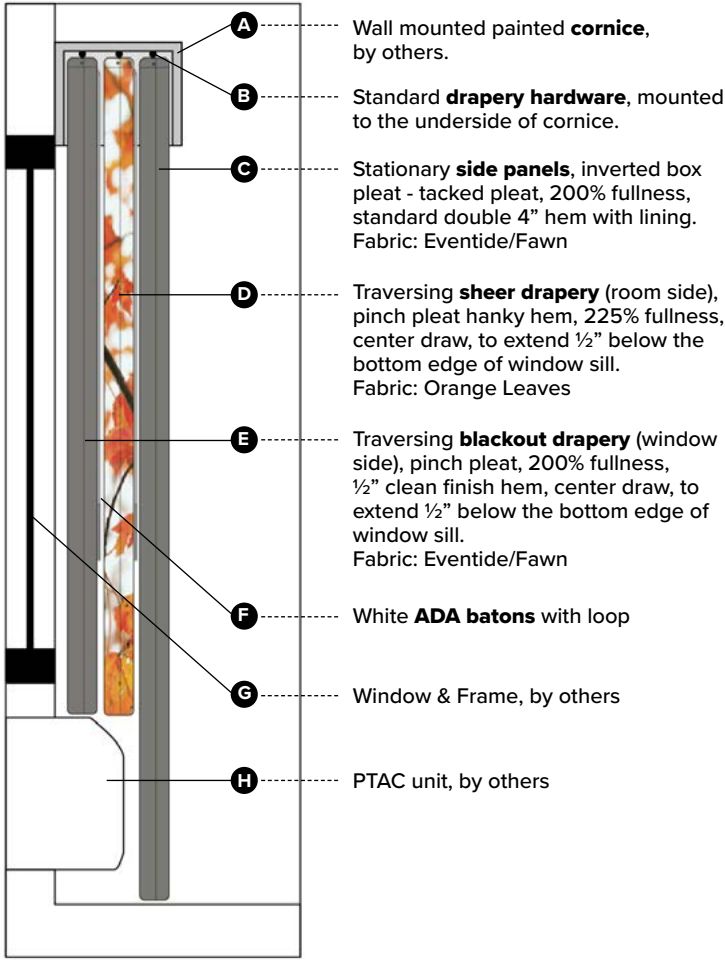 A
Wall mounted painted cornice,
by others.
B
Standard drapery hardware, mounted
to the underside of cornice.
C
Stationary side panels, inverted box
pleat - tacked pleat, 200% fullness,
standard double 4” hem with lining.
Fabric: Eventide/Fawn
D
Traversing sheer drapery (room side),
pinch pleat hanky hem, 225% fullness,
center draw, to extend ½” below the
bottom edge of window sill.
Fabric: Orange Leaves
E
Traversing blackout drapery (window
side), pinch pleat, 200% fullness,
½” clean finish hem, center draw, to
extend ½” below the bottom edge of
window sill.
Fabric: Eventide/Fawn
F
White ADA batons with loop
G
Window & Frame, by others
H
PTAC unit, by others